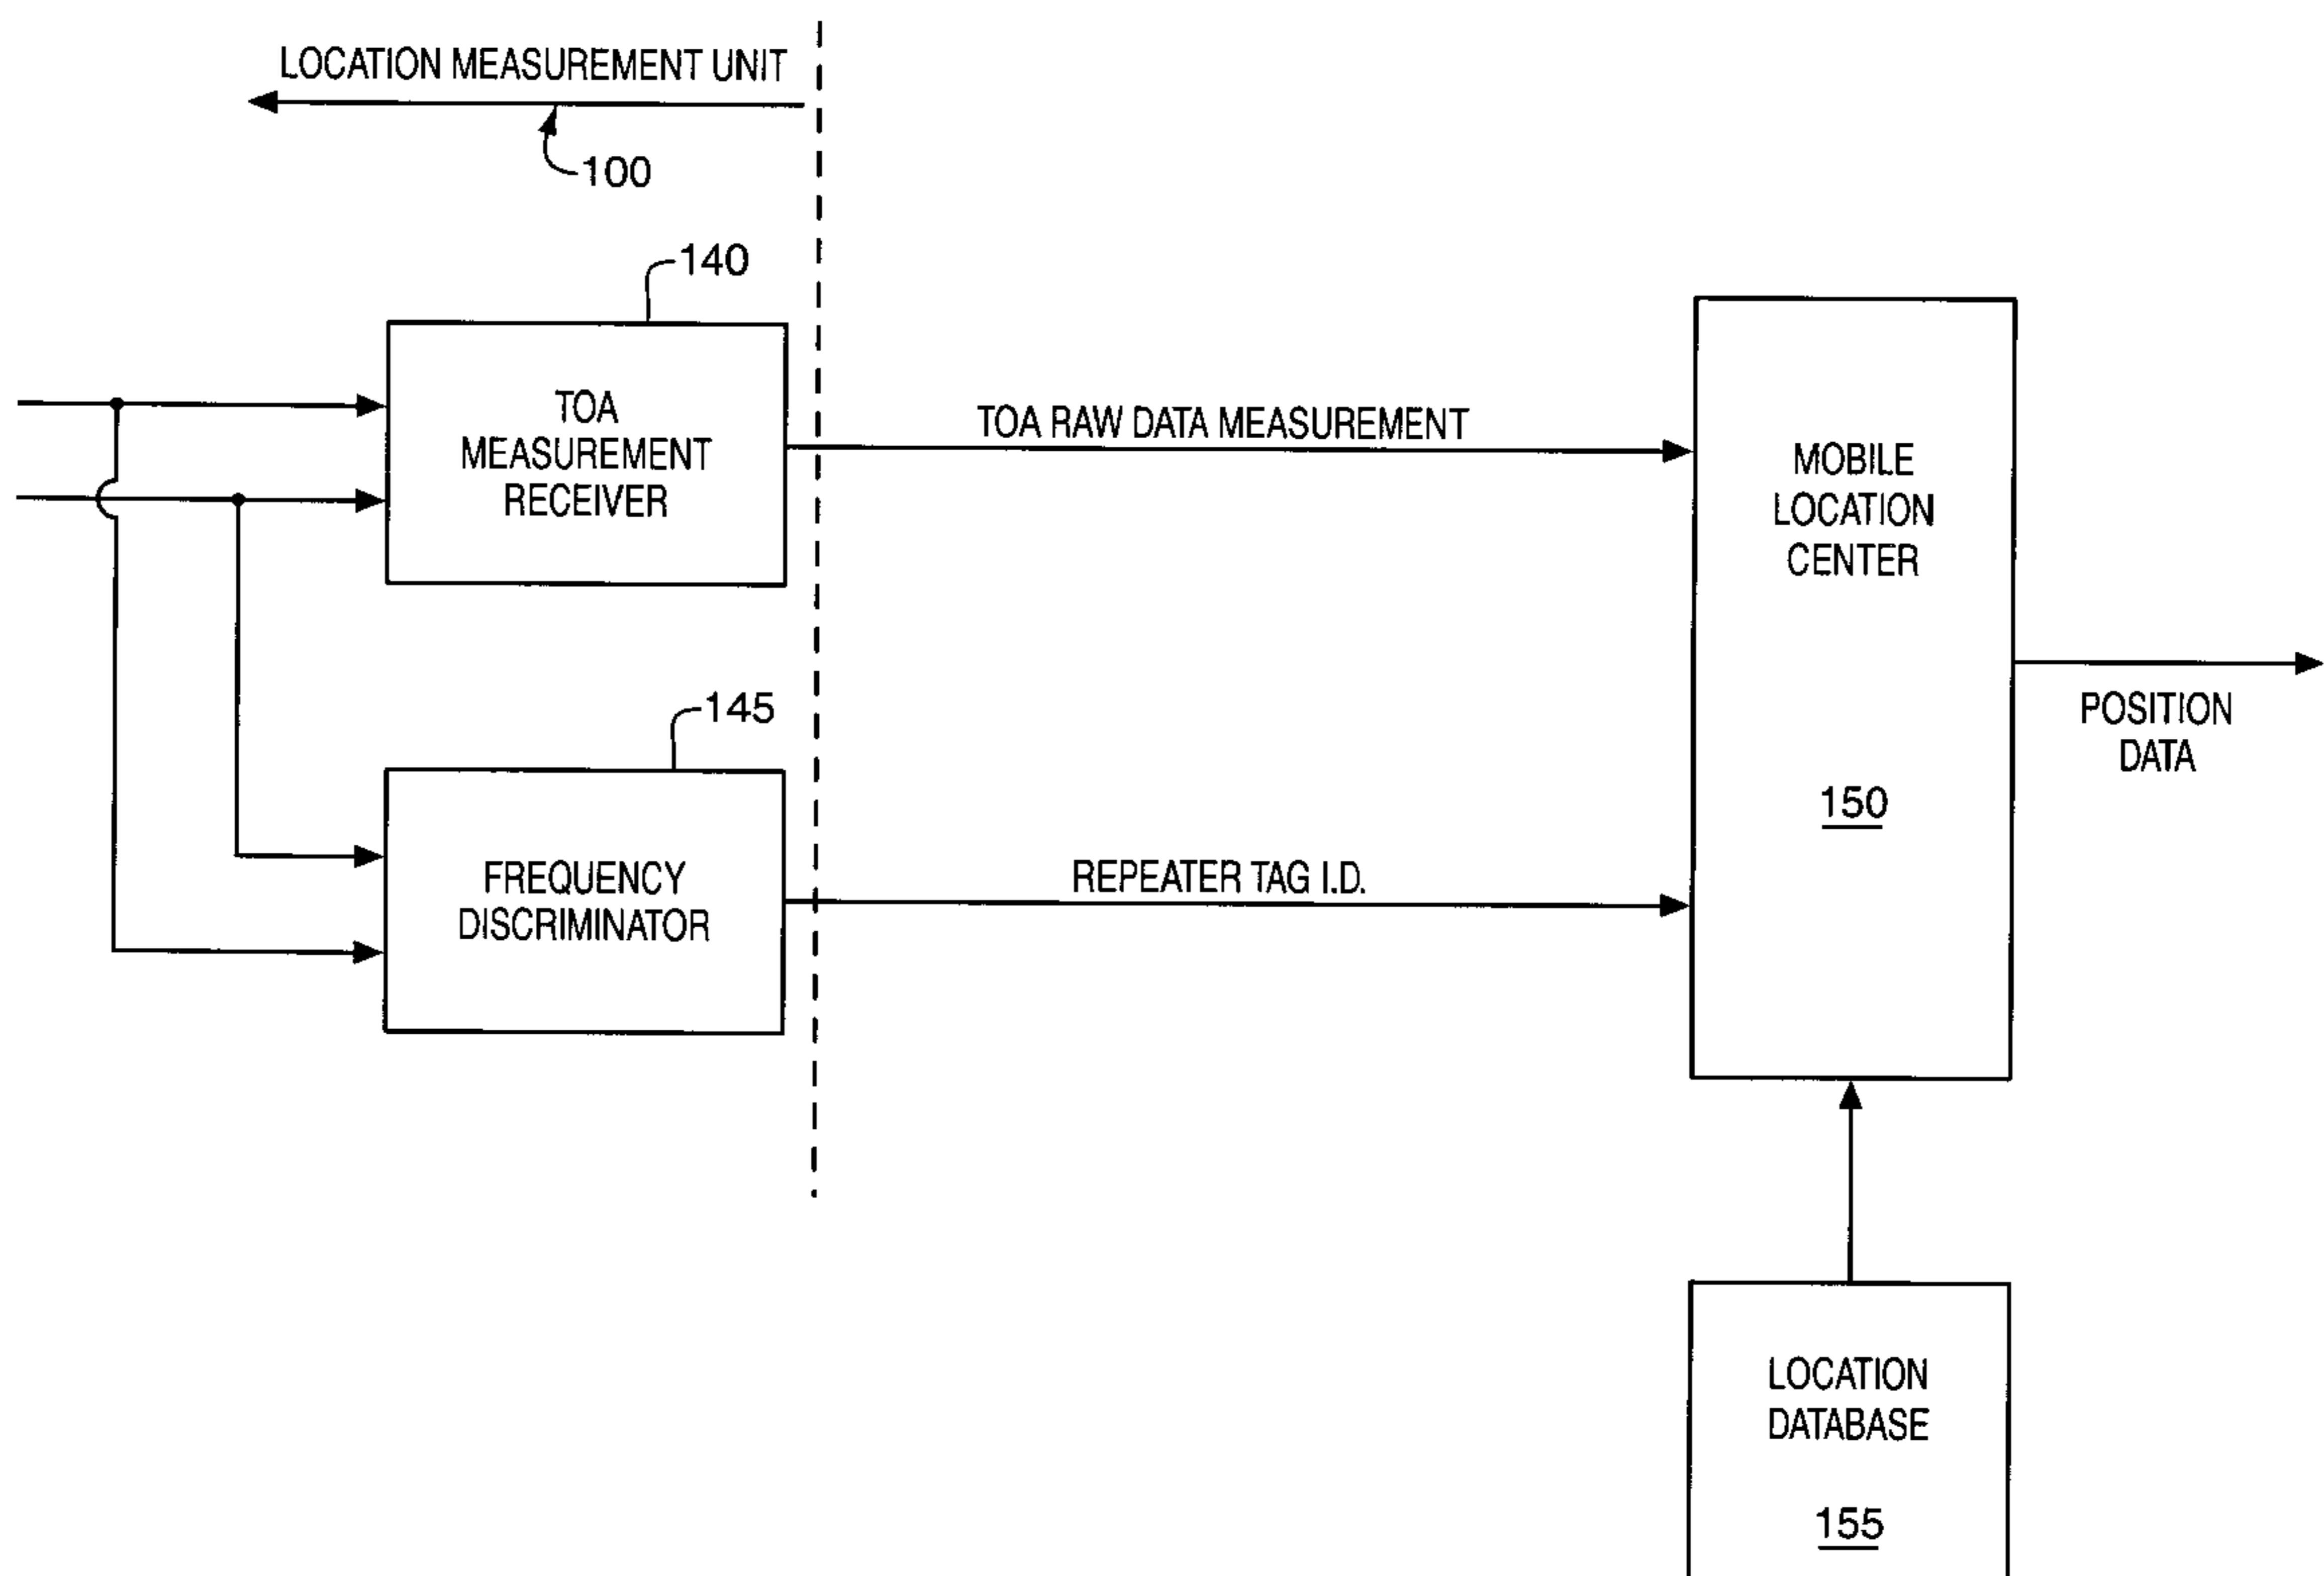 LOCATION MEASUREMENT UNIT
100
140
TOA
MEASUREMENT
RECEIVER
TOA RAW DATA MEASUREMENT
MOBILE
LOCATION
CENTER
150
POSITION
DATA
145
FREQUENCY
DISCRIMINATOR
REPEATER TAG I.D.
LOCATION
DATABASE
155